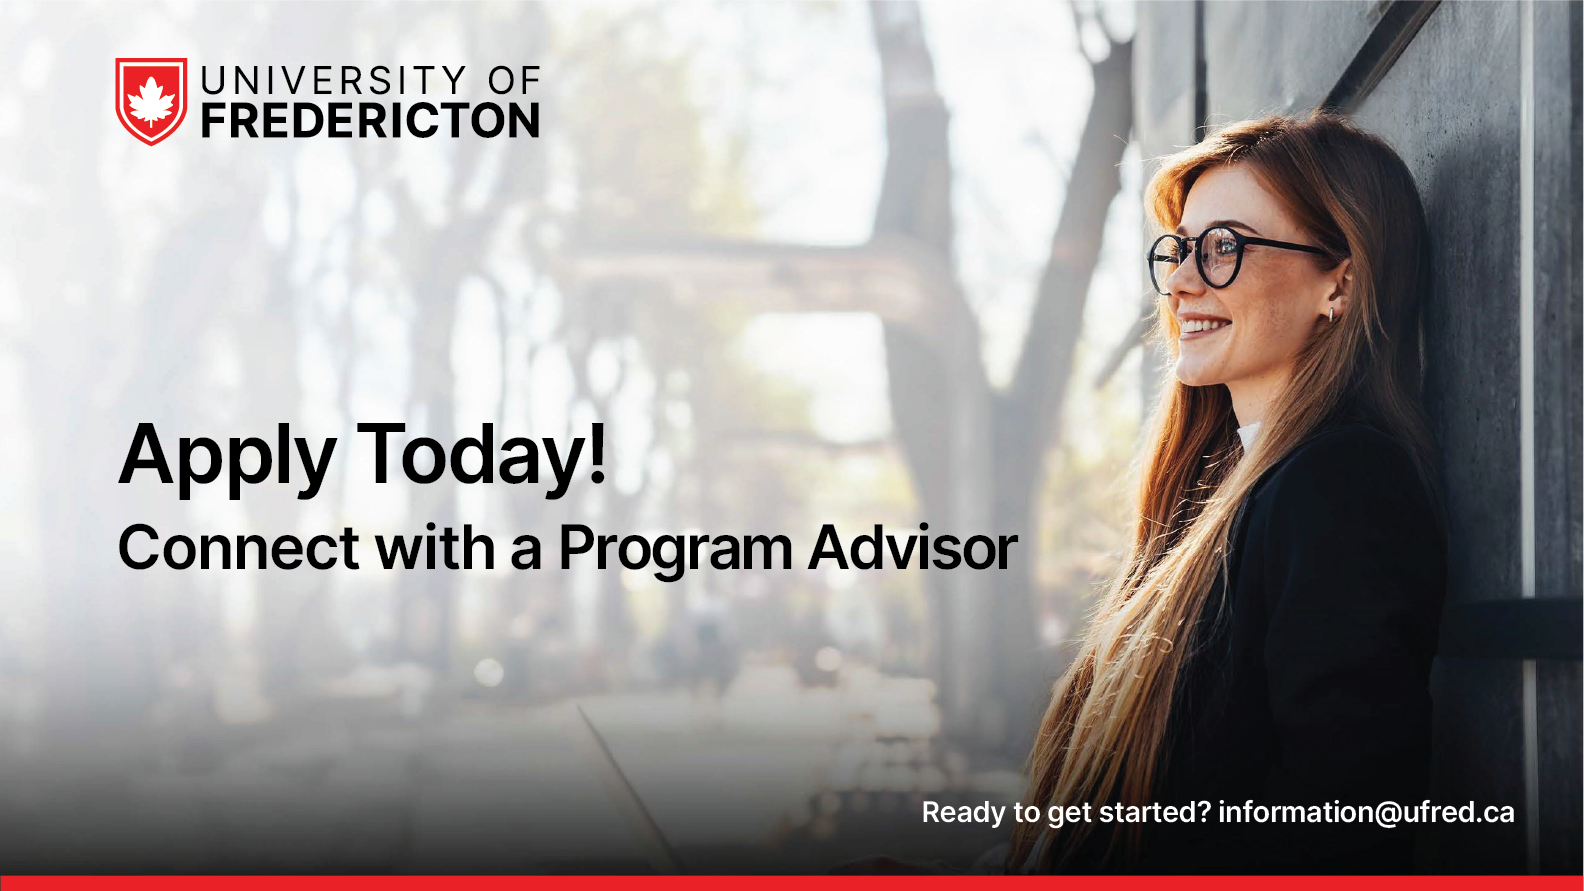 UNIVERSITY OF
FREDERICTON
Apply Today!
Connect with a Program Advisor
Ready to get started? information@ufred.ca